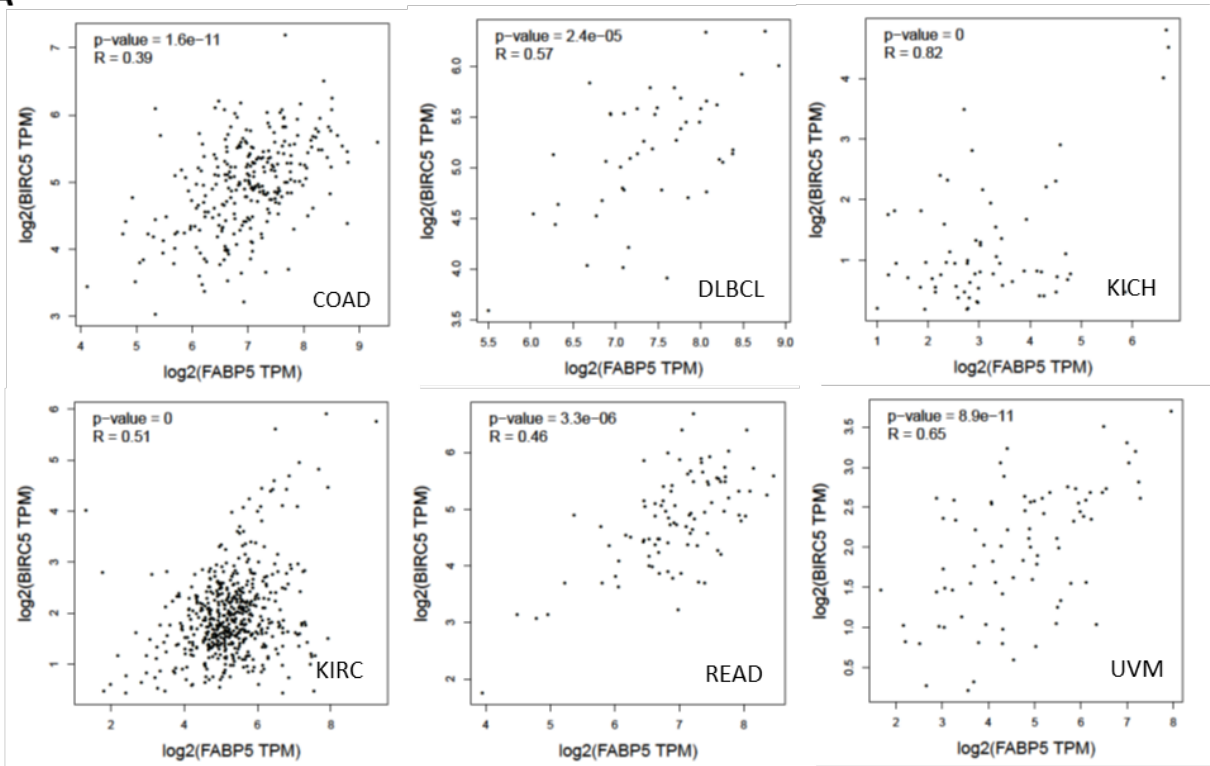 p-value = 1.6e-11
R = 0.39
log2(BIRC5 TPM)
7
6
5
4
3
COAD
4 5 6 7 8 9
log2(FABP5 TPM)
p-value = 2.4e-05
R = 0.57
log2(BIRC5 TPM)
6.0
5.5
5.0
4.5
4.0
3.5
DLBCL
5.5 6.0 6.5 7.0 7.5 8.0 8.5 9.0
log2(FABP5 TPM)
p-value = 0
R = 0.82
log2(BIRC5 TPM)
4
3
2
1
KICH
1 2 3 4 5 6
log2(FABP5 TPM)
p-value = 0
R = 0.51
log2(BIRC5 TPM)
6
5
4
3
2
1
KIRC
2 4 6 8
log2(FABP5 TPM)
p-value = 3.3e-06
R = 0.46
log2(BIRC5 TPM)
6
5
4
3
2
READ
4 5 6 7 8
log2(FABP5 TPM)
p-value = 8.9e-11
R = 0.65
log2(BIRC5 TPM)
3.5
3.0
2.5
2.0
1.5
1.0
0.5
UVM
2 3 4 5 6 7 8
log2(FABP5 TPM)